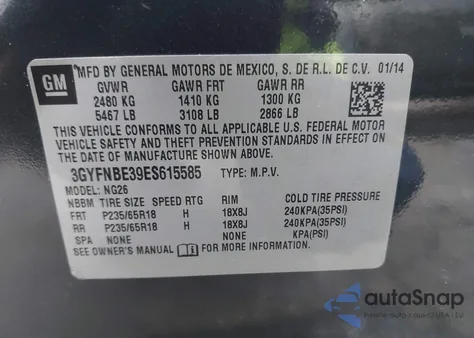 GM
MFD BY GENERAL MOTORS DE MEXICO, S. DE R.L. DE C.V. 01/14
GVWR GAWR FRT GAWR RR
2480 KG 1410 KG 1300 KG
5467 LB 3108 LB 2866 LB
THIS VEHICLE CONFORMS TO ALL APPLICABLE U.S. FEDERAL MOTOR
VEHICLE SAFETY, BUMPER, AND THEFT PREVENTION STANDARDS IN EFFECT
ON THE DATE OF MANUFACTURE SHOWN ABOVE.
3GYFNBE39ES615585 TYPE: M.P.V.
MODEL: NG26
NBBM TIRE SIZE SPEED RTG RIM COLD TIRE PRESSURE
FRT P235/65R18 H 18X8J 240KPA(35PSI)
RR P235/65R18 H 18X8J 240KPA(35PSI)
SPA NONE NONE KPA(PSI)
SEE OWNER'S MANUAL FOR MORE INFORMATION
autoSnap